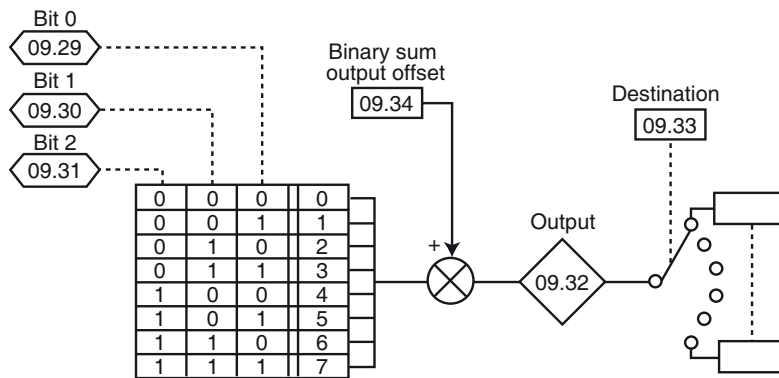 Bit 0
09.29
Bit 1
09.30
Bit 2
09.31
Binary sum
output offset
09.34
Destination
09.33
0 0 0 0
0 0 1 1
0 1 0 2
0 1 1 3
1 0 0 4
1 0 1 5
1 1 0 6
1 1 1 7
+
Output
09.32